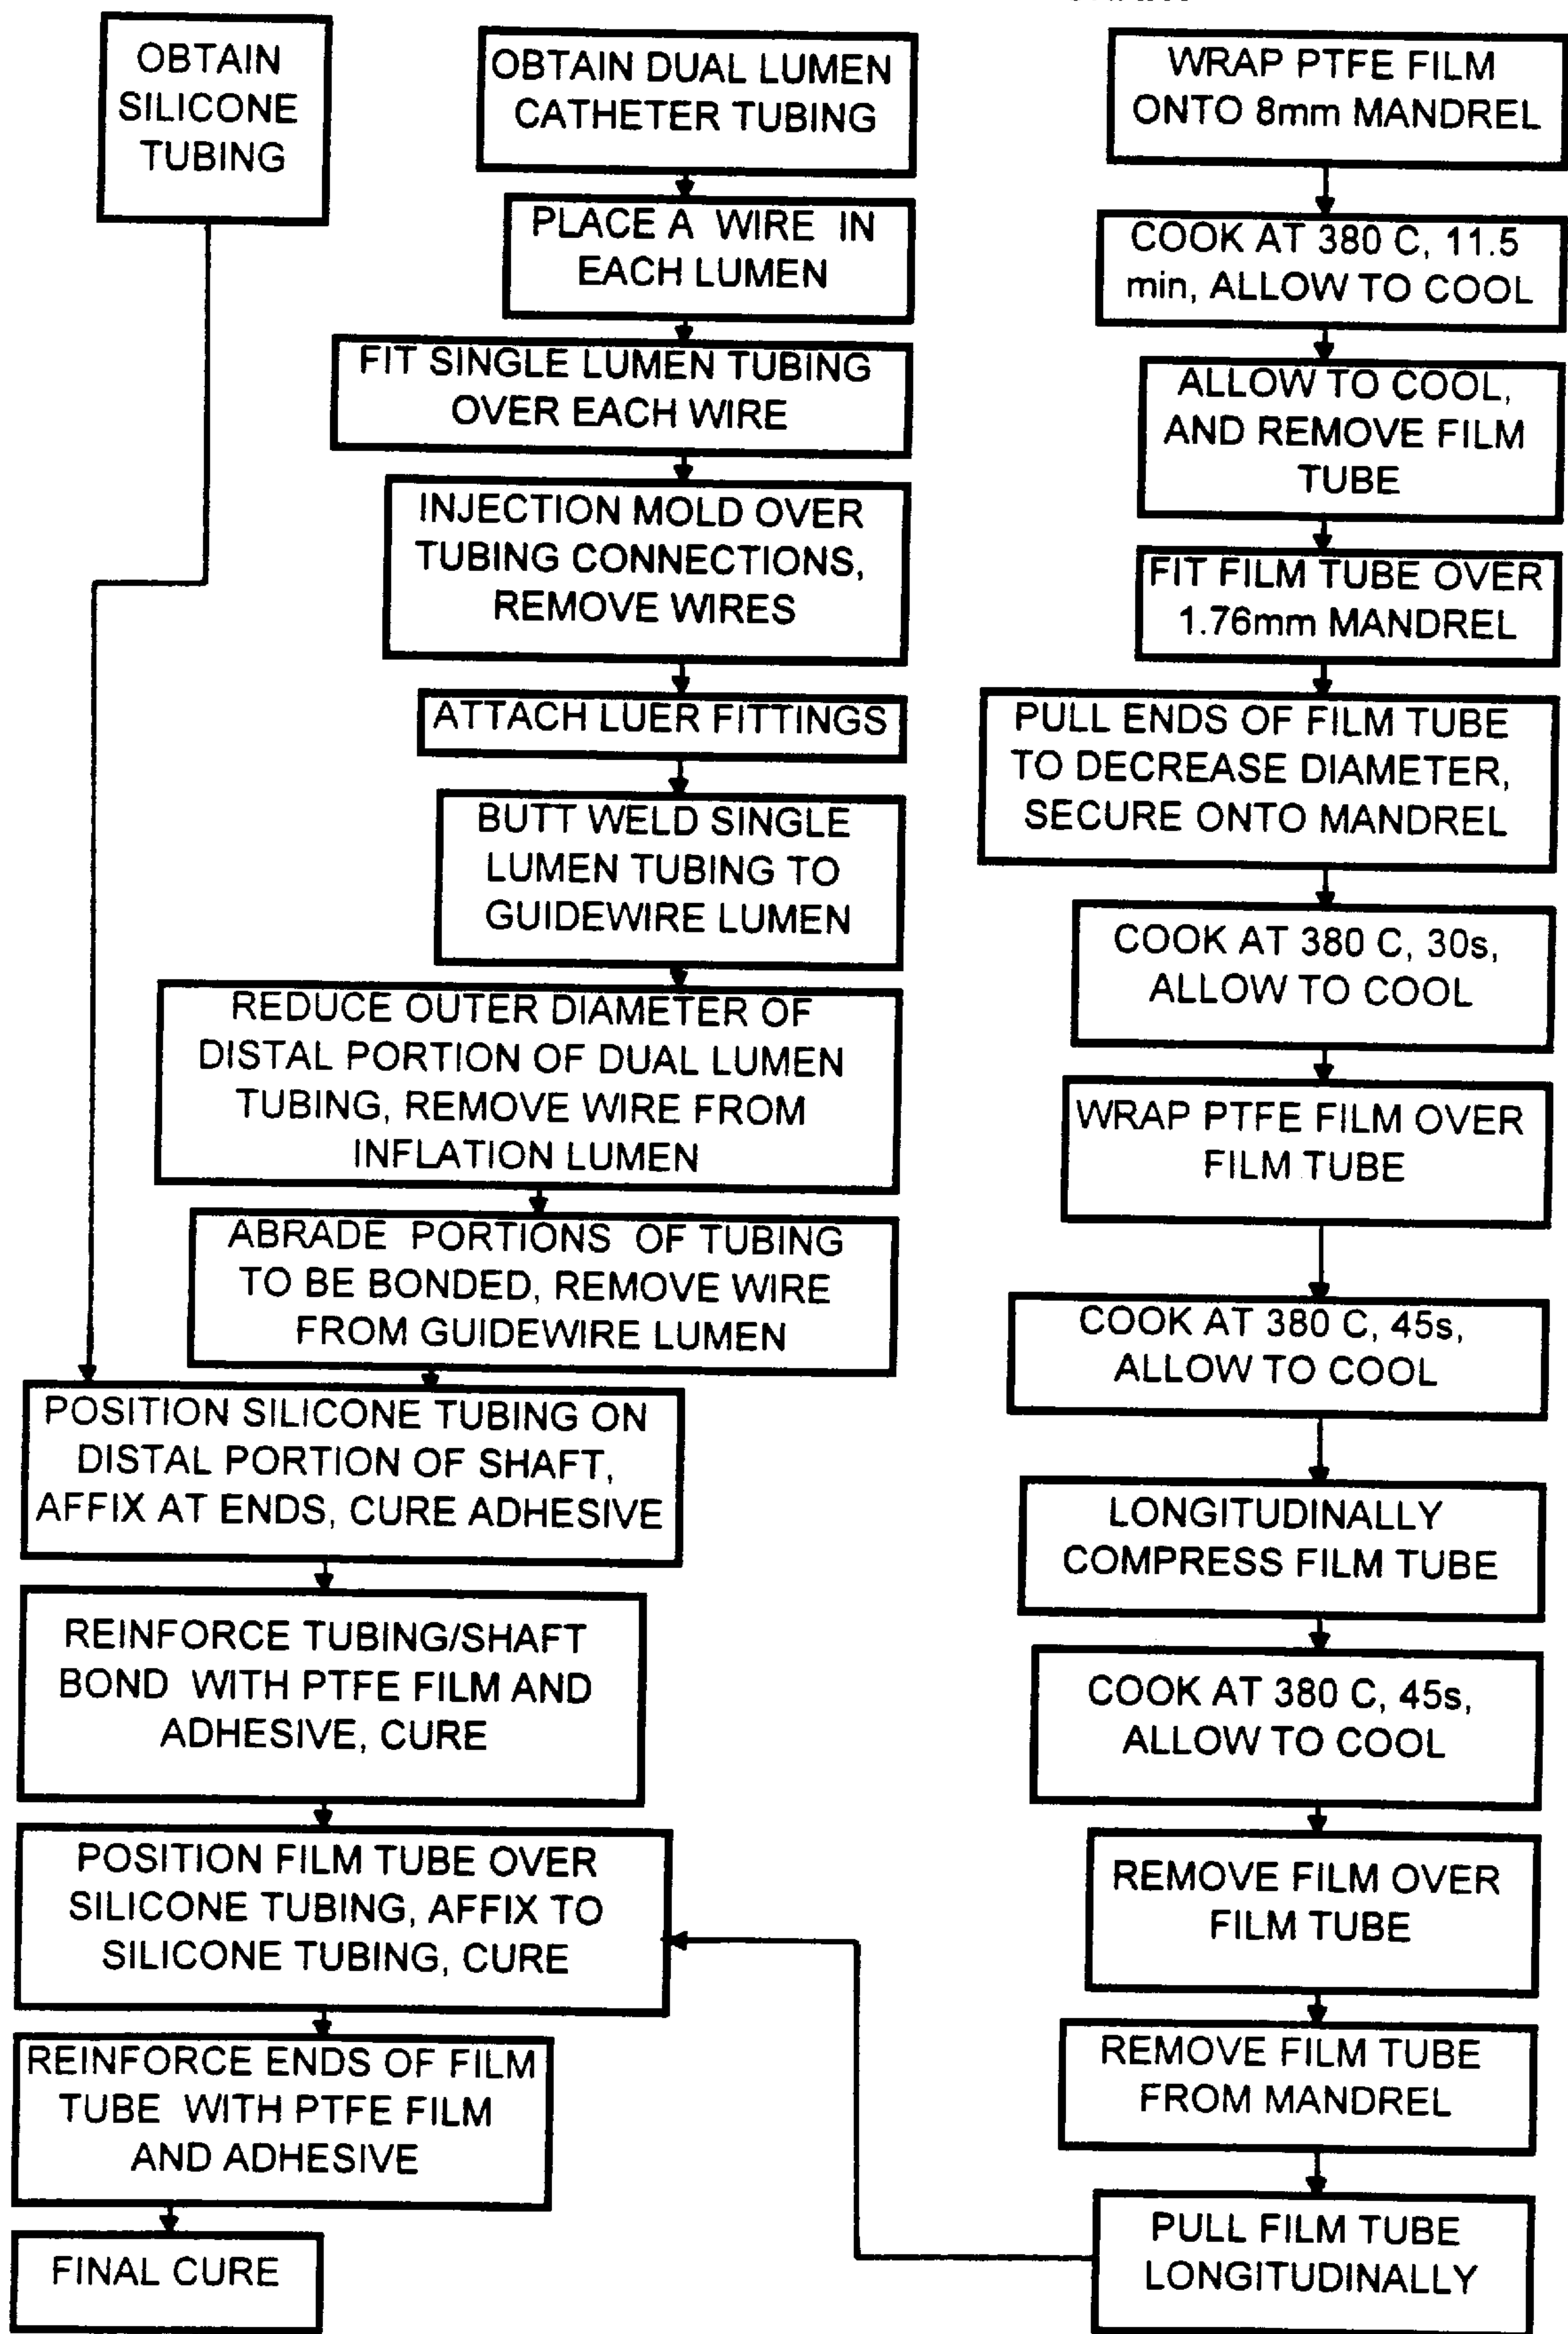 OBTAIN
SILICONE
TUBING
OBTAIN DUAL LUMEN
CATHETER TUBING
PLACE A WIRE IN
EACH LUMEN
FIT SINGLE LUMEN TUBING
OVER EACH WIRE
INJECTION MOLD OVER
TUBING CONNECTIONS,
REMOVE WIRES
ATTACH LUER FITTINGS
BUTT WELD SINGLE
LUMEN TUBING TO
GUIDEWIRE LUMEN
REDUCE OUTER DIAMETER OF
DISTAL PORTION OF DUAL LUMEN
TUBING, REMOVE WIRE FROM
INFLATION LUMEN
ABRADE PORTIONS OF TUBING
TO BE BONDED, REMOVE WIRE
FROM GUIDEWIRE LUMEN
POSITION SILICONE TUBING ON
DISTAL PORTION OF SHAFT,
AFFIX AT ENDS, CURE ADHESIVE
REINFORCE TUBING/SHAFT
BOND WITH PTFE FILM AND
ADHESIVE, CURE
POSITION FILM TUBE OVER
SILICONE TUBING, AFFIX TO
SILICONE TUBING, CURE
REINFORCE ENDS OF FILM
TUBE WITH PTFE FILM
AND ADHESIVE
FINAL CURE
WRAP PTFE FILM
ONTO 8mm MANDREL
COOK AT 380 C, 11.5
min, ALLOW TO COOL
ALLOW TO COOL,
AND REMOVE FILM
TUBE
FIT FILM TUBE OVER
1.76mm MANDREL
PULL ENDS OF FILM TUBE
TO DECREASE DIAMETER,
SECURE ONTO MANDREL
COOK AT 380 C, 30s,
ALLOW TO COOL
WRAP PTFE FILM OVER
FILM TUBE
COOK AT 380 C, 45s,
ALLOW TO COOL
LONGITUDINALLY
COMPRESS FILM TUBE
COOK AT 380 C, 45s,
ALLOW TO COOL
REMOVE FILM OVER
FILM TUBE
REMOVE FILM TUBE
FROM MANDREL
PULL FILM TUBE
LONGITUDINALLY